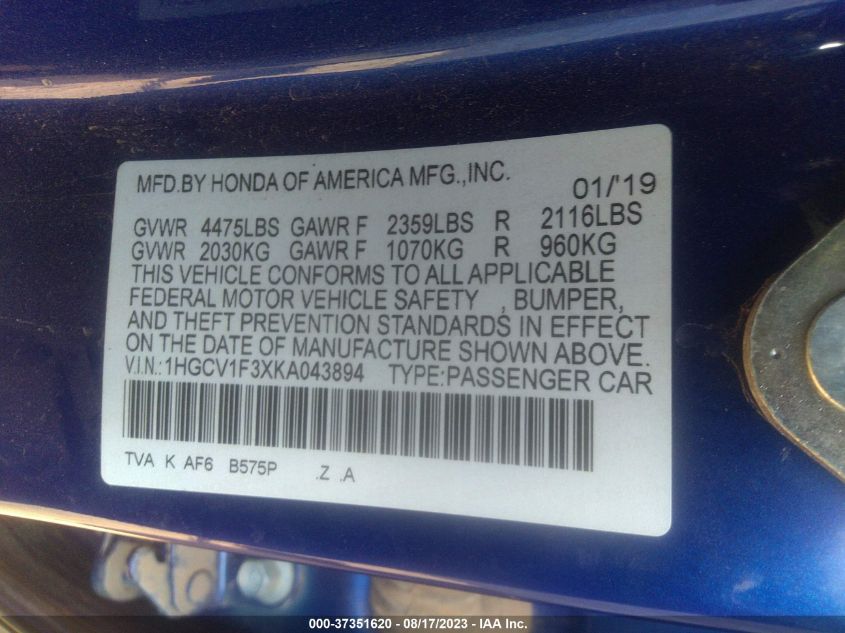 MFD.BY HONDA OF AMERICA MFG.,INC. 01/'19
GVWR 4475LBS GAWR F 2359LBS R 2116LBS
GVWR 2030KG GAWR F 1070KG R 960KG
THIS VEHICLE CONFORMS TO ALL APPLICABLE
FEDERAL MOTOR VEHICLE SAFETY , BUMPER,
AND THEFT PREVENTION STANDARDS IN EFFECT
ON THE DATE OF MANUFACTURE SHOWN ABOVE.
V.I.N.:1HGCV1F3XKA043894 TYPE:PASSENGER CAR
TVA K AF6 B575P .Z .A
000-37351620 - 08/17/2023 - IAA Inc.